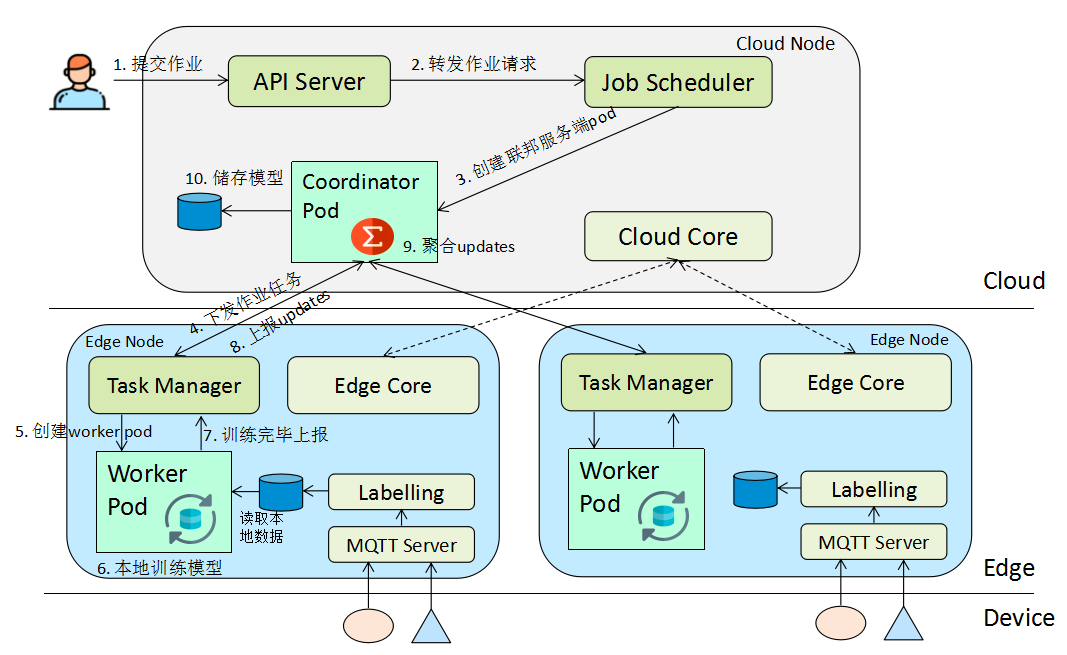 Cloud Node
1. 提交作业
API Server
2. 转发作业请求
Job Scheduler
3. 创建联邦服务端pod
10. 储存模型
Coordinator
Pod
Σ
9. 聚合updates
Cloud Core
Cloud
4. 下发作业任务
8. 上报updates
Edge Node
Task Manager
Edge Core
5. 创建worker pod
7. 训练完毕上报
Worker
Pod
读取本
地数据
Labelling
MQTT Server
6. 本地训练模型
Edge Node
Task Manager
Edge Core
Worker
Pod
Labelling
MQTT Server
Edge
Device